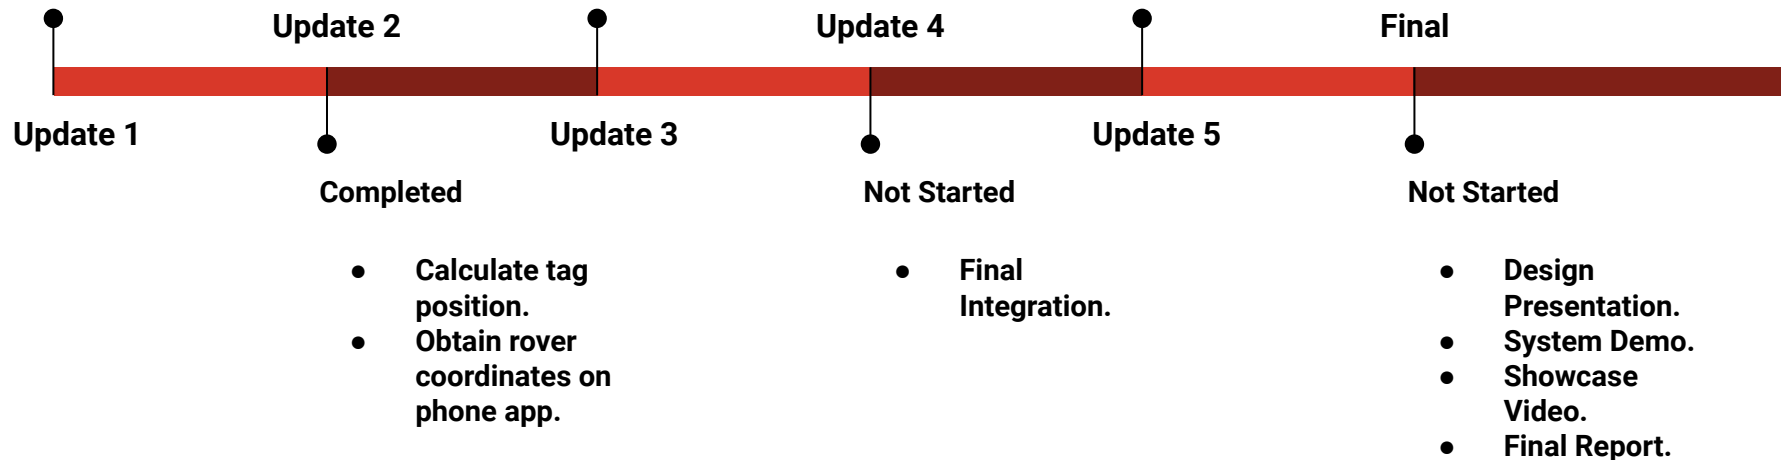 Update 2
Update 4
Final
Update 1
Update 3
Update 5
Completed
● Calculate tag
position.
● Obtain rover
coordinates on
phone app.
Not Started
● Final
Integration.
Not Started
● Design
Presentation.
● System Demo.
● Showcase
Video.
● Final Report.